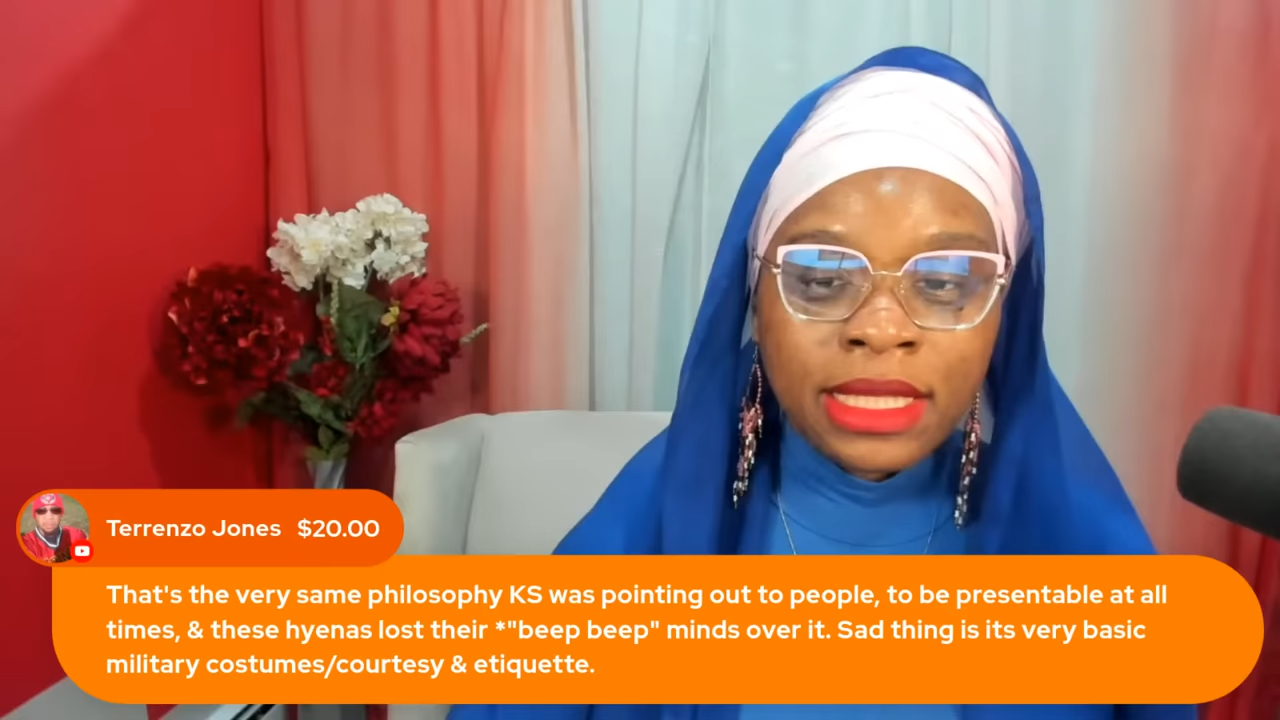 Terrenzo Jones $20.00
That's the very same philosophy KS was pointing out to people, to be presentable at all
times, & these hyenas lost their *"beep beep" minds over it. Sad thing is its very basic
military costumes/courtesy & etiquette.